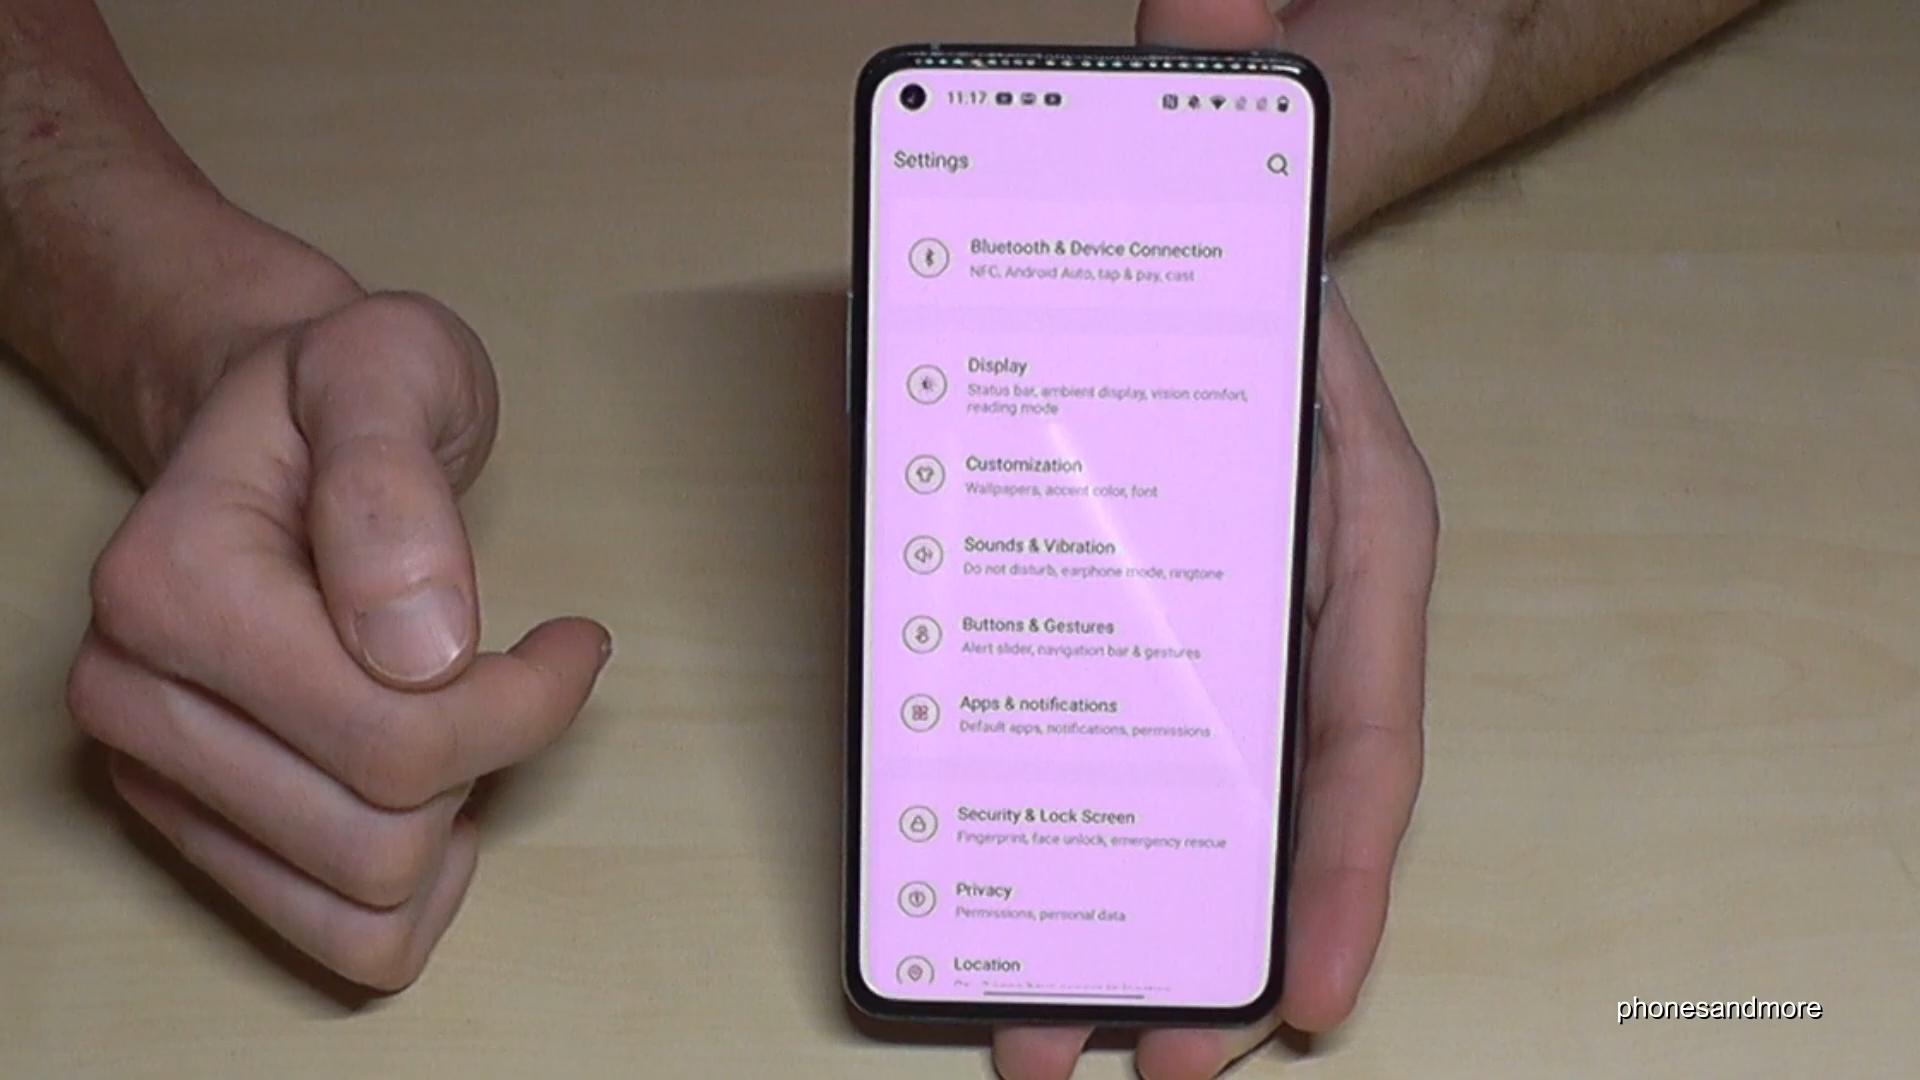 11.17
Settings
Bluetooth & Device Connection
NFC, Android Auto, tap & pay, cast
Display
Status bar, ambient display, vision comfort,
reading mode
Customization
Wallpapers, accent color, font
Sounds & Vibration
Do not disturb, earphone mode, ringtone
Buttons & Gestures
Alert slider, navigation bar & gestures
Apps & notifications
Default apps, notifications, permissions
Security & Lock Screen
Fingerprint, face unlock, emergency rescue
Privacy
Permissions, personal data
Location
phonesandmore